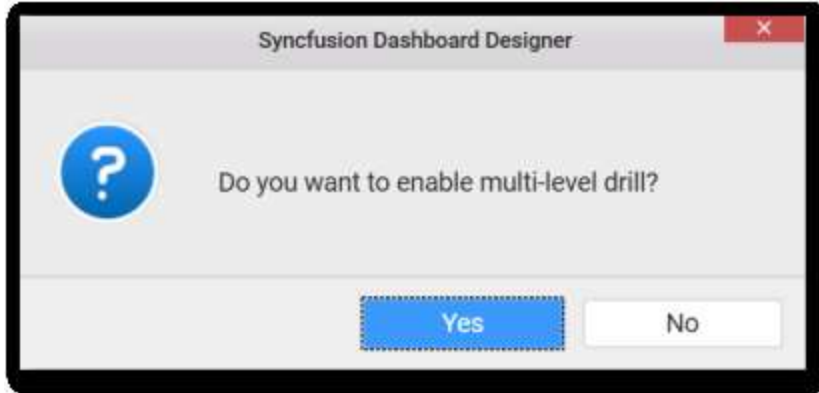 Syncfusion Dashboard Designer
Do you want to enable multi-level drill?
Yes
No